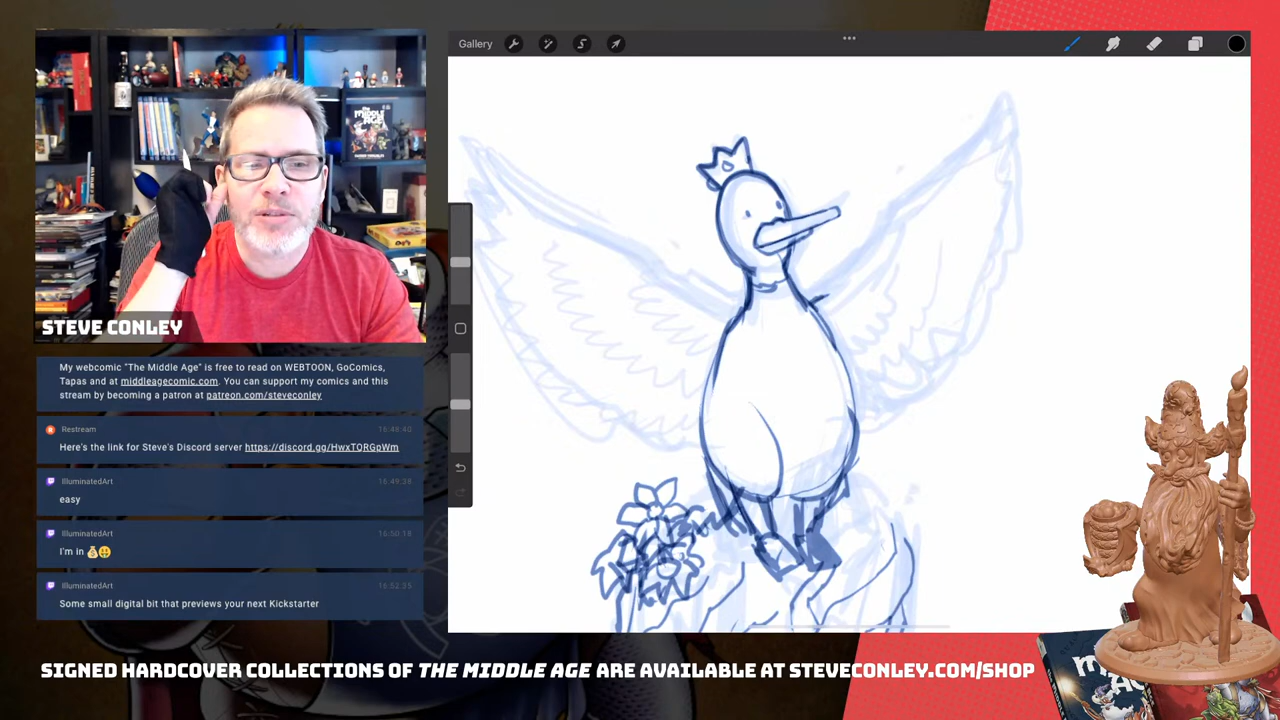 Gallery
THE MIDDLE AGE
STEVE CONLEY
My webcomic "The Middle Age" is free to read on WEBTOON, GoComics,
Tapas and at middleagecomic.com. You can support my comics and this
stream by becoming a patron at patreon.com/steveconley
Restream 16:48:40
Here's the link for Steve's Discord server https://discord.gg/HwxTQRGpWm
IlluminatedArt 16:49:38
easy
IlluminatedArt 16:50:18
I'm in 💰🤑
IlluminatedArt 16:52:35
Some small digital bit that previews your next Kickstarter
SIGNED HARDCOVER COLLECTIONS OF THE MIDDLE AGE ARE AVAILABLE AT STEVECONLEY.COM/SHOP